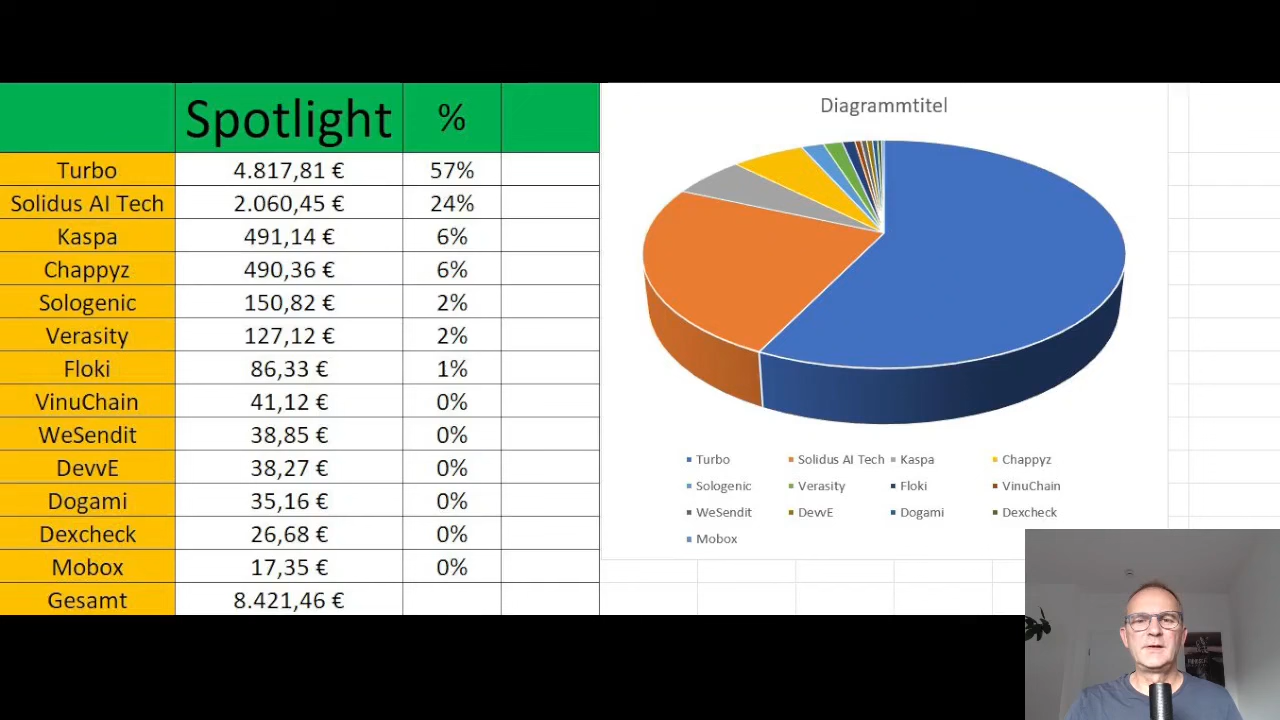 Spotlight %
Turbo 4.817,81 € 57%
Solidus AI Tech 2.060,45 € 24%
Kaspa 491,14 € 6%
Chappyz 490,36 € 6%
Sologenic 150,82 € 2%
Verasity 127,12 € 2%
Floki 86,33 € 1%
VinuChain 41,12 € 0%
WeSendit 38,85 € 0%
DevvE 38,27 € 0%
Dogami 35,16 € 0%
Dexcheck 26,68 € 0%
Mobox 17,35 € 0%
Gesamt 8.421,46 €
Diagrammtitel
Turbo Solidus AI Tech Kaspa Chappyz
Sologenic Verasity Floki VinuChain
WeSendit DevvE Dogami Dexcheck
Mobox